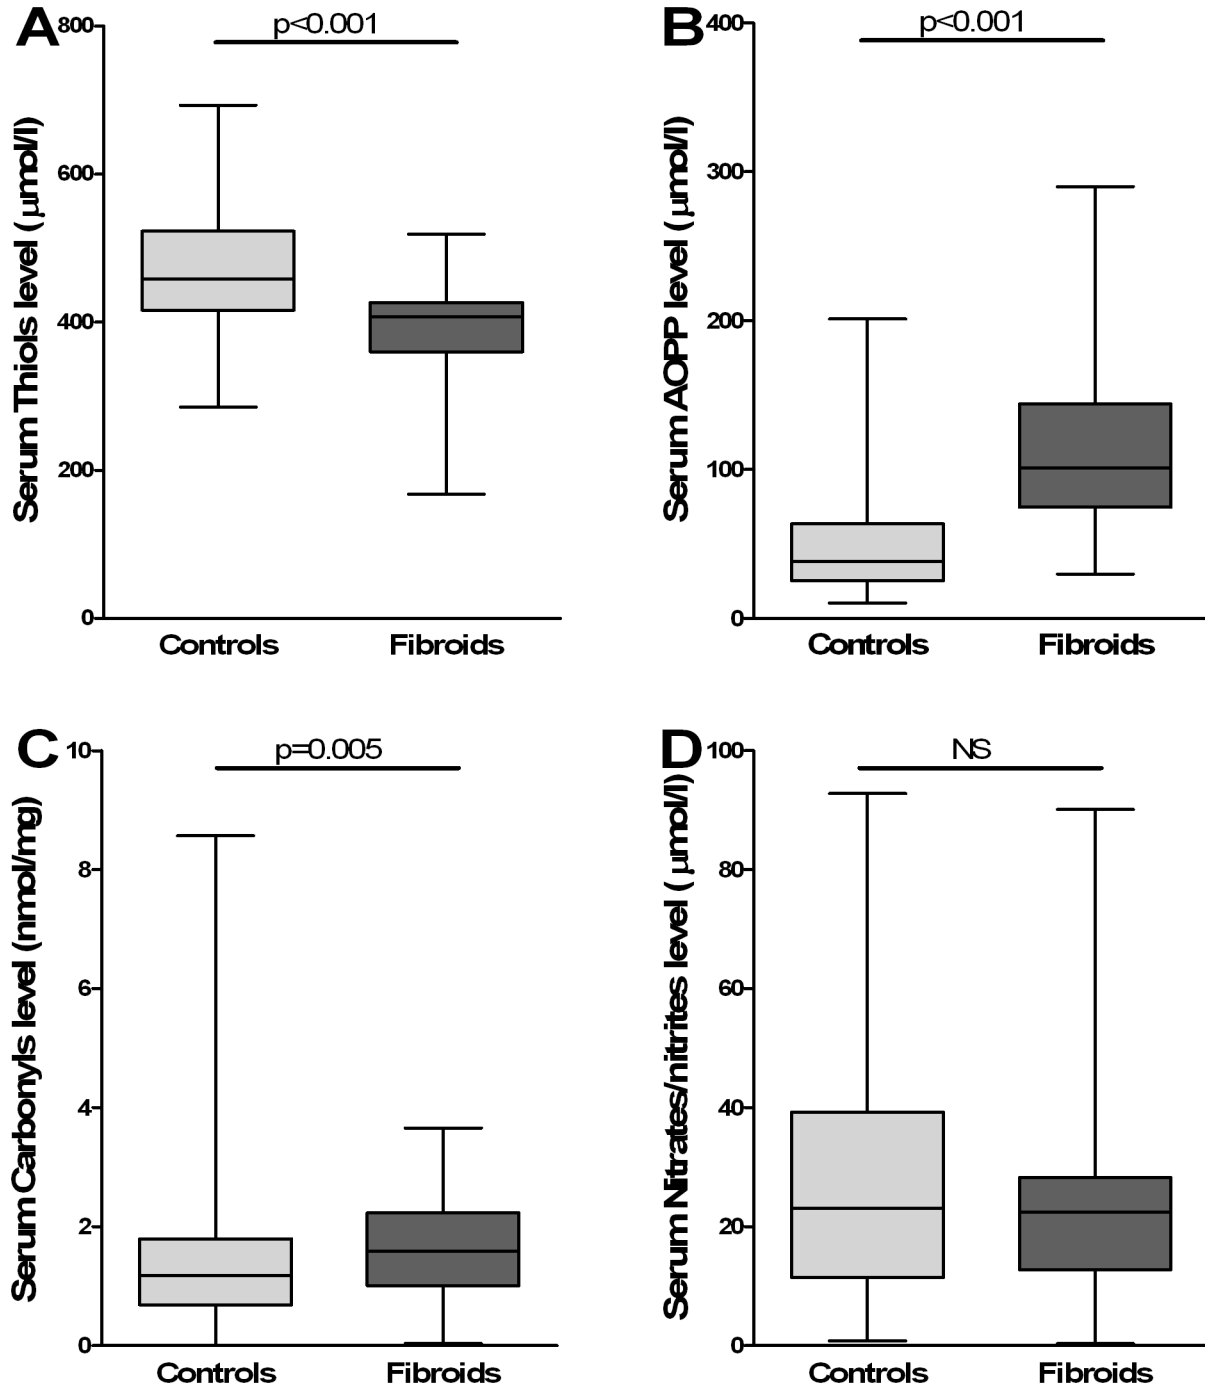 A
p<0.001
800
600
400
200
0
Serum Thiols level (μmol/l)
Controls
Fibroids
B
p<0.001
400
300
200
100
0
Serum AOPP level (μmol/l)
Controls
Fibroids
C
p=0.005
10
8
6
4
2
0
Serum Carbonyls level (nmol/mg)
Controls
Fibroids
D
NS
100
80
60
40
20
0
Serum Nitrates/nitrites level (μmol/l)
Controls
Fibroids